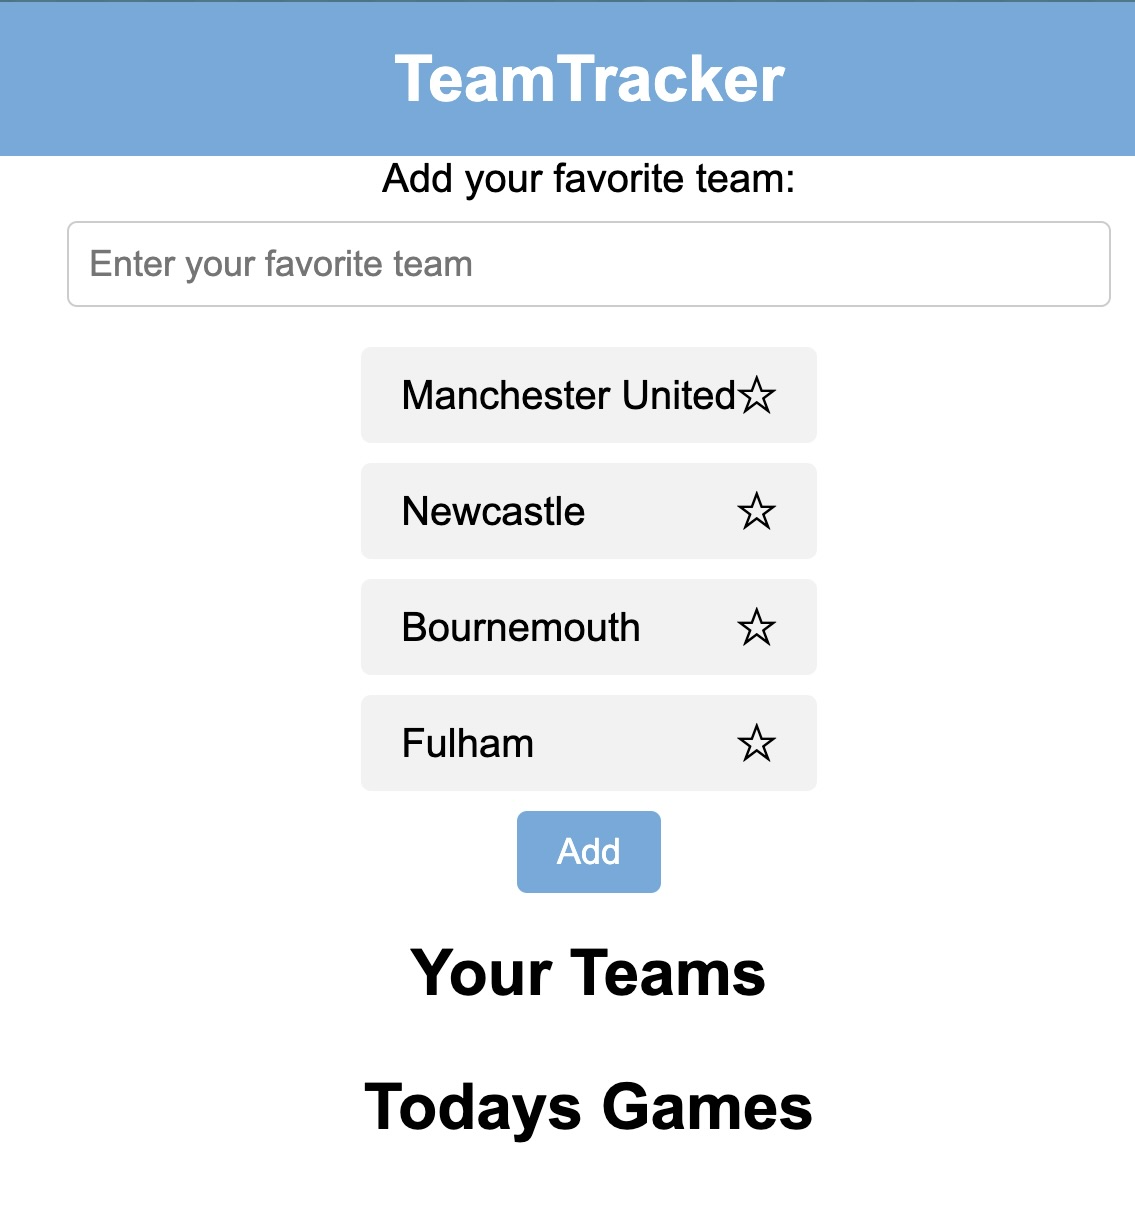 TeamTracker
Add your favorite team:
Enter your favorite team
Manchester United☆
Newcastle ☆
Bournemouth ☆
Fulham ☆
Add
Your Teams
Todays Games